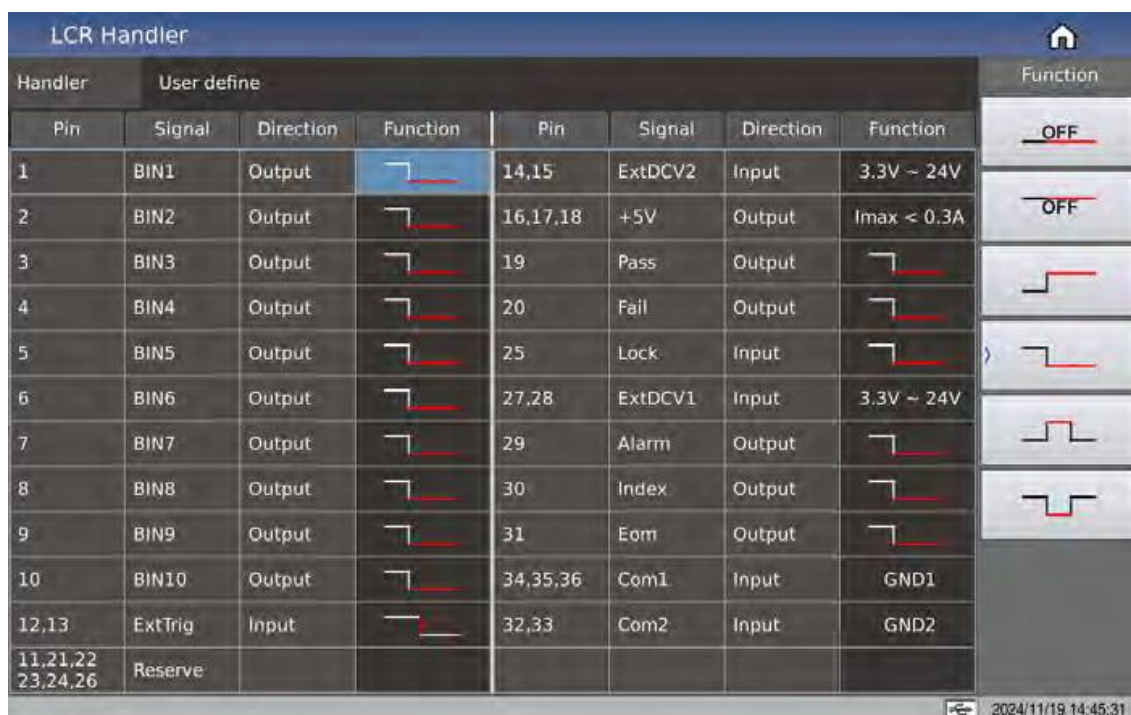 LCR Handler
Handler User define Function
Pin Signal Direction Function Pin Signal Direction Function OFF
1 BIN1 Output 14,15 ExtDCV2 Input 3.3V ~ 24V
2 BIN2 Output 16,17,18 +5V Output Imax < 0.3A OFF
3 BIN3 Output 19 Pass Output
4 BIN4 Output 20 Fail Output
5 BIN5 Output 25 Lock Input
6 BIN6 Output 27,28 ExtDCV1 Input 3.3V ~ 24V
7 BIN7 Output 29 Alarm Output
8 BIN8 Output 30 Index Output
9 BIN9 Output 31 Eom Output
10 BIN10 Output 34,35,36 Com1 Input GND1
12,13 ExtTrig Input 32,33 Com2 Input GND2
11,21,22
23,24,26 Reserve
2024/11/19 14:45:31